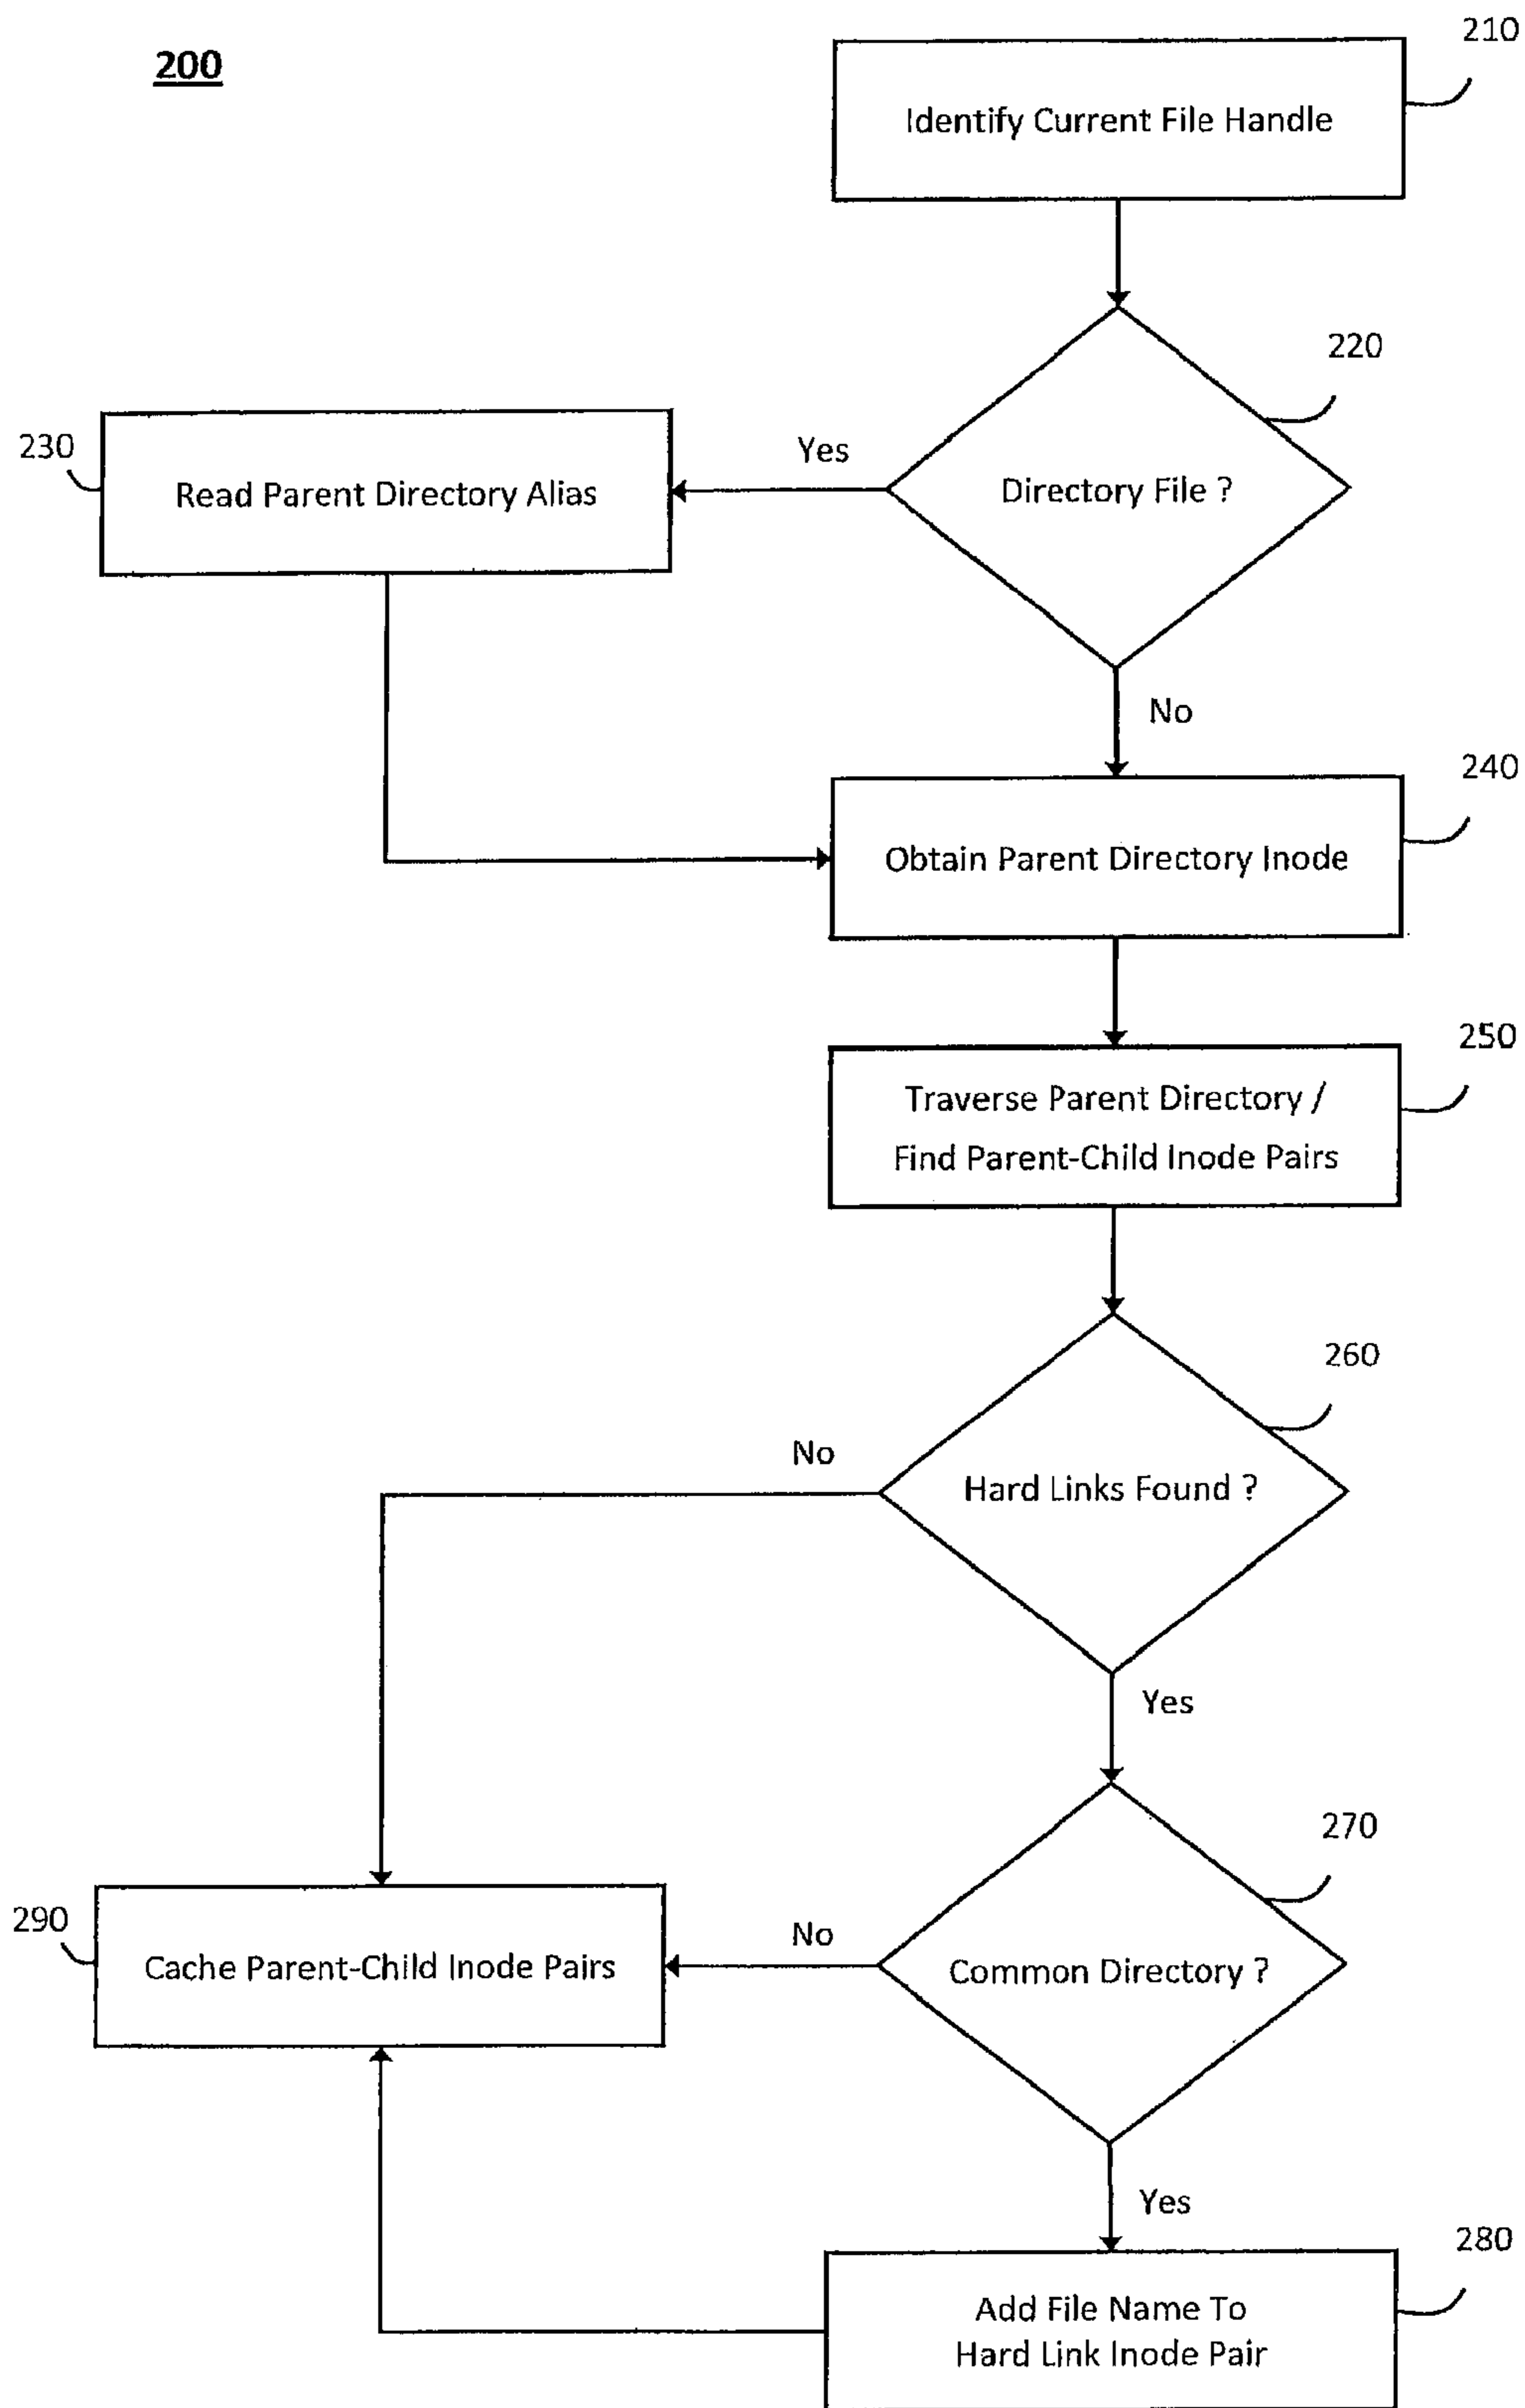 200
210
Identify Current File Handle
220
Directory File ?
Yes
230
Read Parent Directory Alias
No
240
Obtain Parent Directory Inode
250
Traverse Parent Directory /
Find Parent-Child Inode Pairs
260
Hard Links Found ?
No
Yes
270
Common Directory ?
No
290
Cache Parent-Child Inode Pairs
Yes
280
Add File Name To
Hard Link Inode Pair